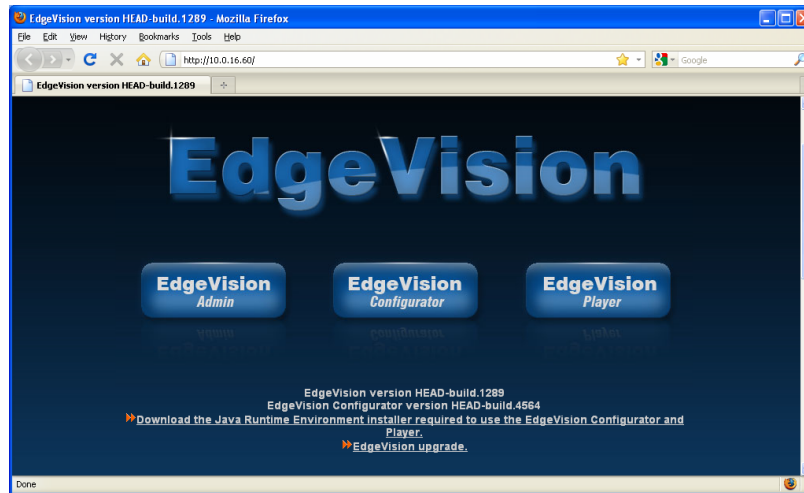 EdgeVision version HEAD-build.1289 - Mozilla Firefox
File Edit View History Bookmarks Tools Help
http://10.0.16.60/
Google
EdgeVision version HEAD-build.1289
EdgeVision
EdgeVision EdgeVision EdgeVision
Admin Configurator Player
EdgeVision version HEAD-build.1289
EdgeVision Configurator version HEAD-build.4564
Download the Java Runtime Environment installer required to use the EdgeVision Configurator and
Player.
EdgeVision upgrade.
Done